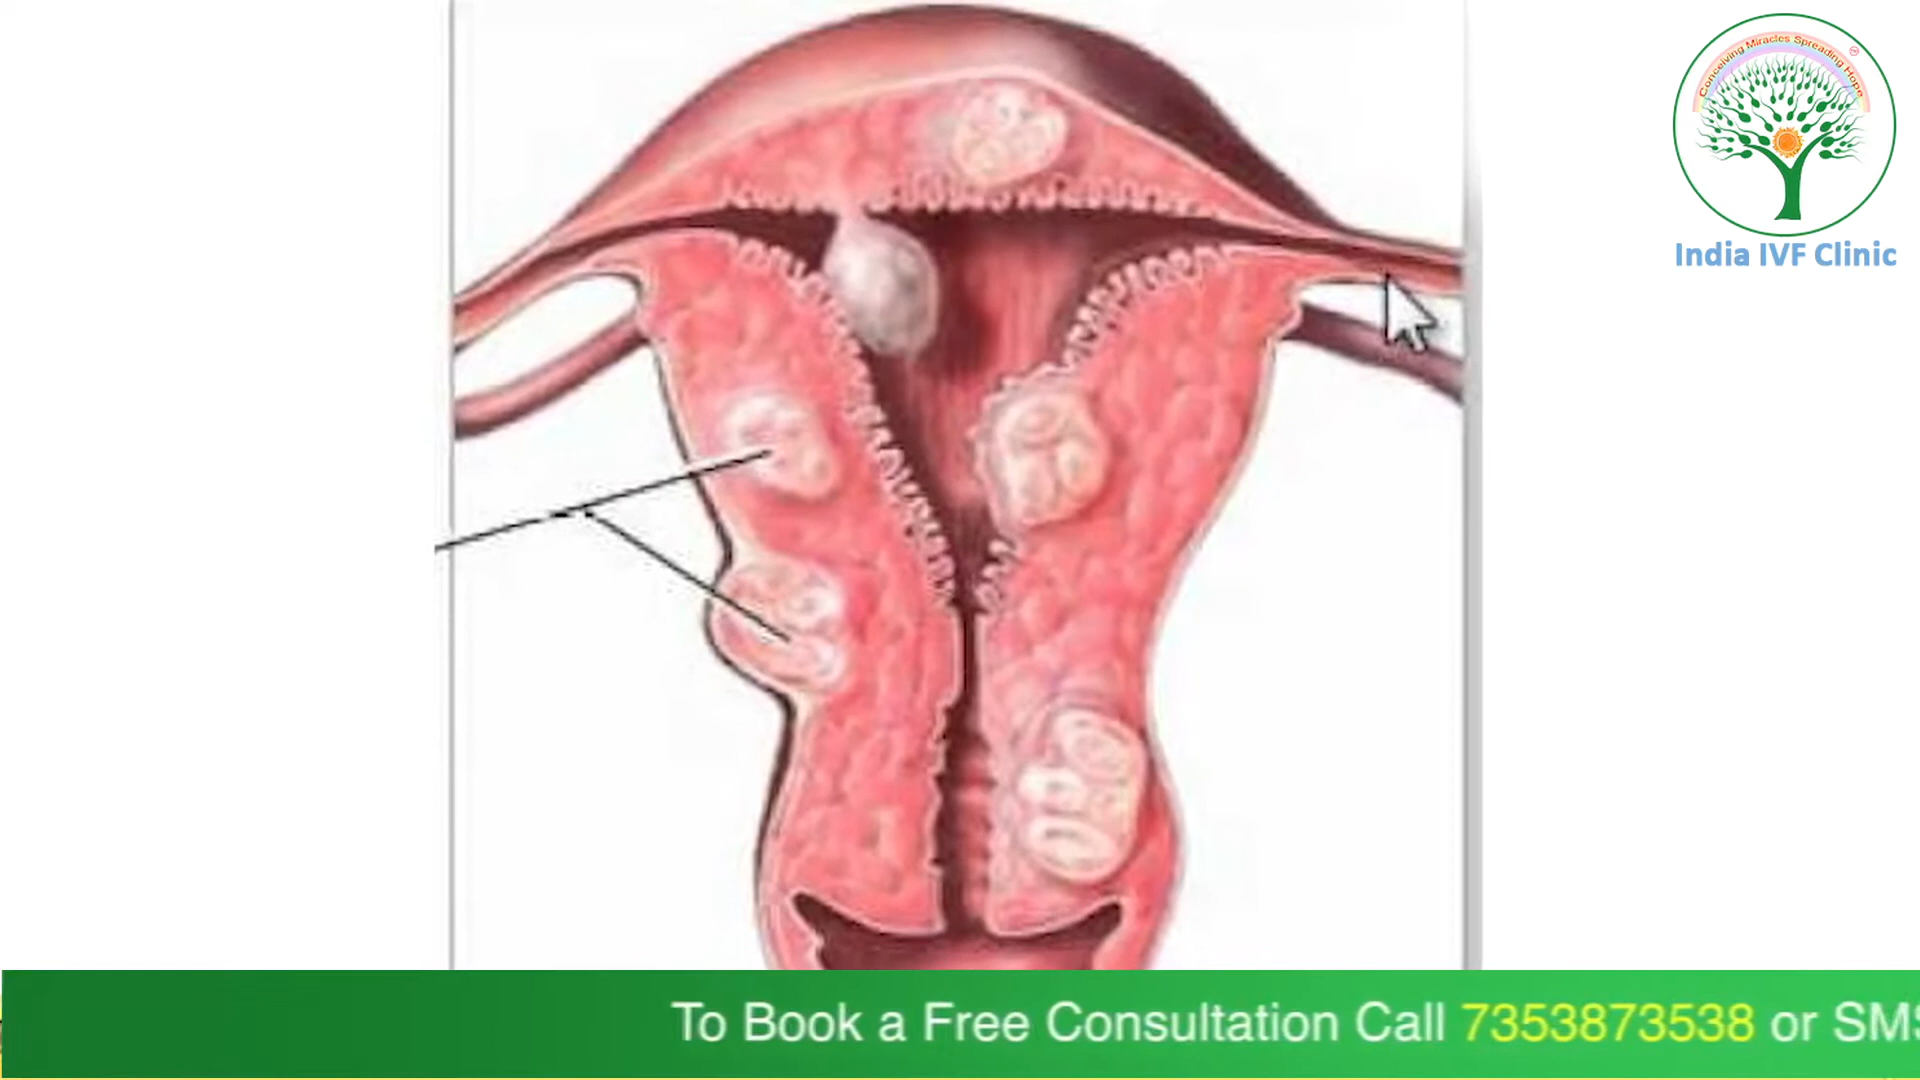 Conceiving Miracles Spreading Hope
India IVF Clinic
To Book a Free Consultation Call 7353873538 or SMS